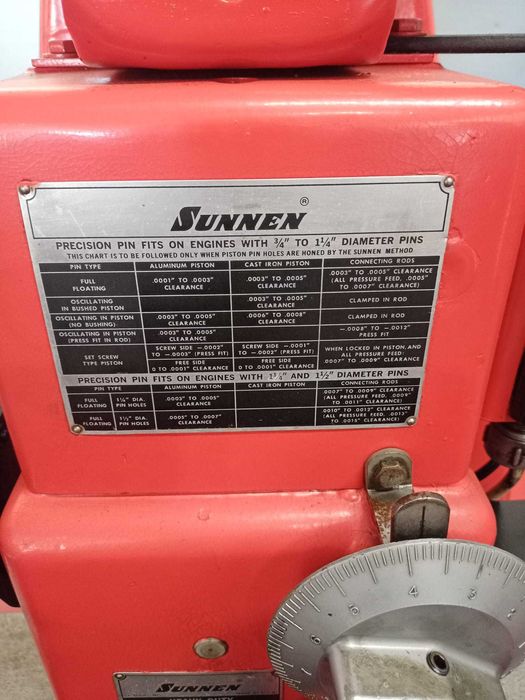 SUNNEN ®
PRECISION PIN FITS ON ENGINES WITH ¾" TO 1¼" DIAMETER PINS
THIS CHART IS TO BE FOLLOWED ONLY WHEN PISTON PIN HOLES ARE HONED BY THE SUNNEN METHOD
PIN TYPE ALUMINUM PISTON CAST IRON PISTON CONNECTING RODS
FULL FLOATING .0001" TO .0003" CLEARANCE .0003" TO .0005" CLEARANCE .0003" TO .0005" CLEARANCE (ALL PRESSURE FEED, .0005" TO .0007" CLEARANCE)
OSCILLATING IN BUSHED PISTON .0003" TO .0005" CLEARANCE CLAMPED IN ROD
OSCILLATING IN PISTON (NO BUSHING) .0003" TO .0005" CLEARANCE .0006" TO .0008" CLEARANCE CLAMPED IN ROD
OSCILLATING IN PISTON (PRESS FIT IN ROD) .0003" TO .0005" CLEARANCE –.0008" TO –.0012" PRESS FIT
SET SCREW TYPE PISTON SCREW SIDE –.0002" TO –.0003" (PRESS FIT) SCREW SIDE –.0001" TO –.0002" (PRESS FIT) WHEN LOCKED IN PISTON, AND ALL PRESSURE FEED: .0007" TO .0009" CLEARANCE
FREE SIDE 0 TO .0001" CLEARANCE FREE SIDE 0 TO .0001" CLEARANCE
PRECISION PIN FITS ON ENGINES WITH AND 1½" DIAMETER PINS
PIN TYPE ALUMINUM PISTON CAST IRON PISTON CONNECTING RODS
FULL FLOATING DIA. PIN HOLES .0003" TO .0005" CLEARANCE .0007" TO .0009" CLEARANCE (ALL PRESSURE FEED, .0009" TO .0011" CLEARANCE)
FULL FLOATING 1½" DIA. PIN HOLES .0005" TO .0007" CLEARANCE .0010" TO .0012" CLEARANCE (ALL PRESSURE FEED, .0013" TO .0015" CLEARANCE)
2
3
4
5
6
7
SUNNEN
HEAVY DUTY